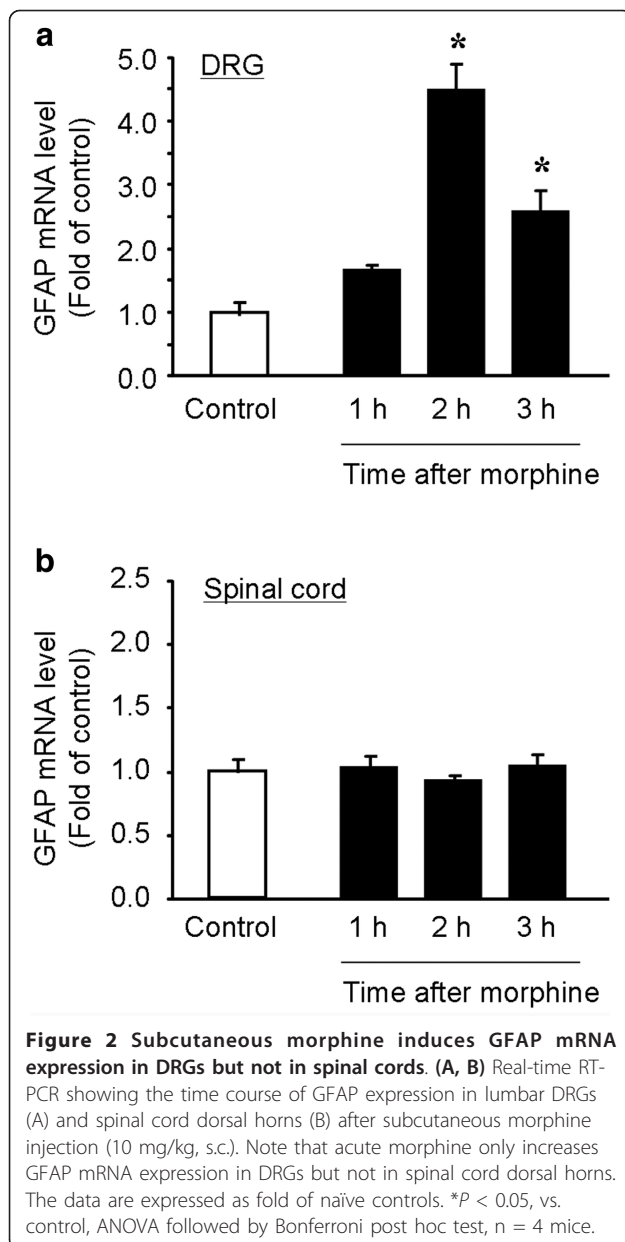 a
DRG
*
*
GFAP mRNA level
(Fold of control)
5.0
4.0
3.0
2.0
1.0
0.0
Control
1 h
2 h
3 h
Time after morphine
b
Spinal cord
GFAP mRNA level
(Fold of control)
2.5
2.0
1.5
1.0
0.5
0.0
Control
1 h
2 h
3 h
Time after morphine
Figure 2 Subcutaneous morphine induces GFAP mRNA
expression in DRGs but not in spinal cords. (A, B) Real-time RT-
PCR showing the time course of GFAP expression in lumbar DRGs
(A) and spinal cord dorsal horns (B) after subcutaneous morphine
injection (10 mg/kg, s.c.). Note that acute morphine only increases
GFAP mRNA expression in DRGs but not in spinal cord dorsal horns.
The data are expressed as fold of naïve controls. *P < 0.05, vs.
control, ANOVA followed by Bonferroni post hoc test, n = 4 mice.